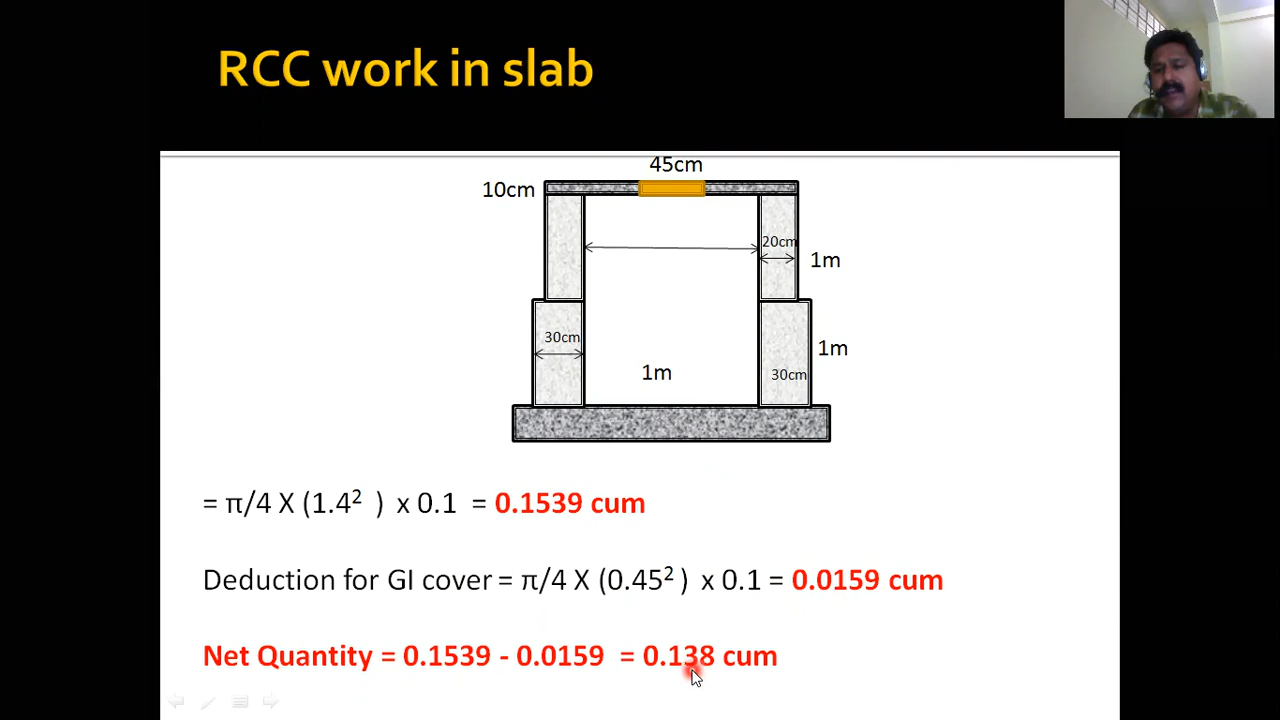 RCC work in slab
45cm
10cm
20cm
1m
30cm
1m
1m
30cm
= π/4 X (1.4² ) x 0.1 = 0.1539 cum
Deduction for GI cover = π/4 X (0.45² ) x 0.1 = 0.0159 cum
Net Quantity = 0.1539 - 0.0159 = 0.138 cum